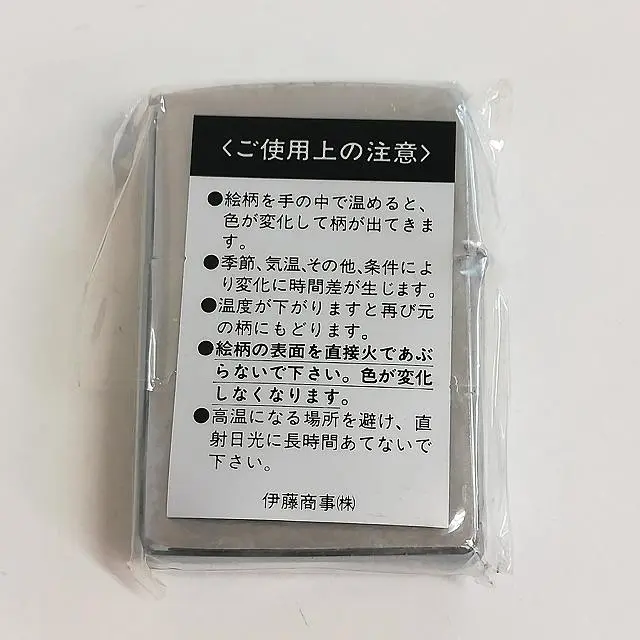 〈ご使用上の注意〉
●絵柄を手の中で温めると、
色が変化して柄が出てきま
す。
●季節、気温、その他、条件によ
り変化に時間差が生じます。
●温度が下がりますと再び元
の柄にもどります。
●絵柄の表面を直接火であぶ
らないで下さい。色が変化
しなくなります。
●高温になる場所を避け、直
射日光に長時間あてないで
下さい。
伊藤商事㈱